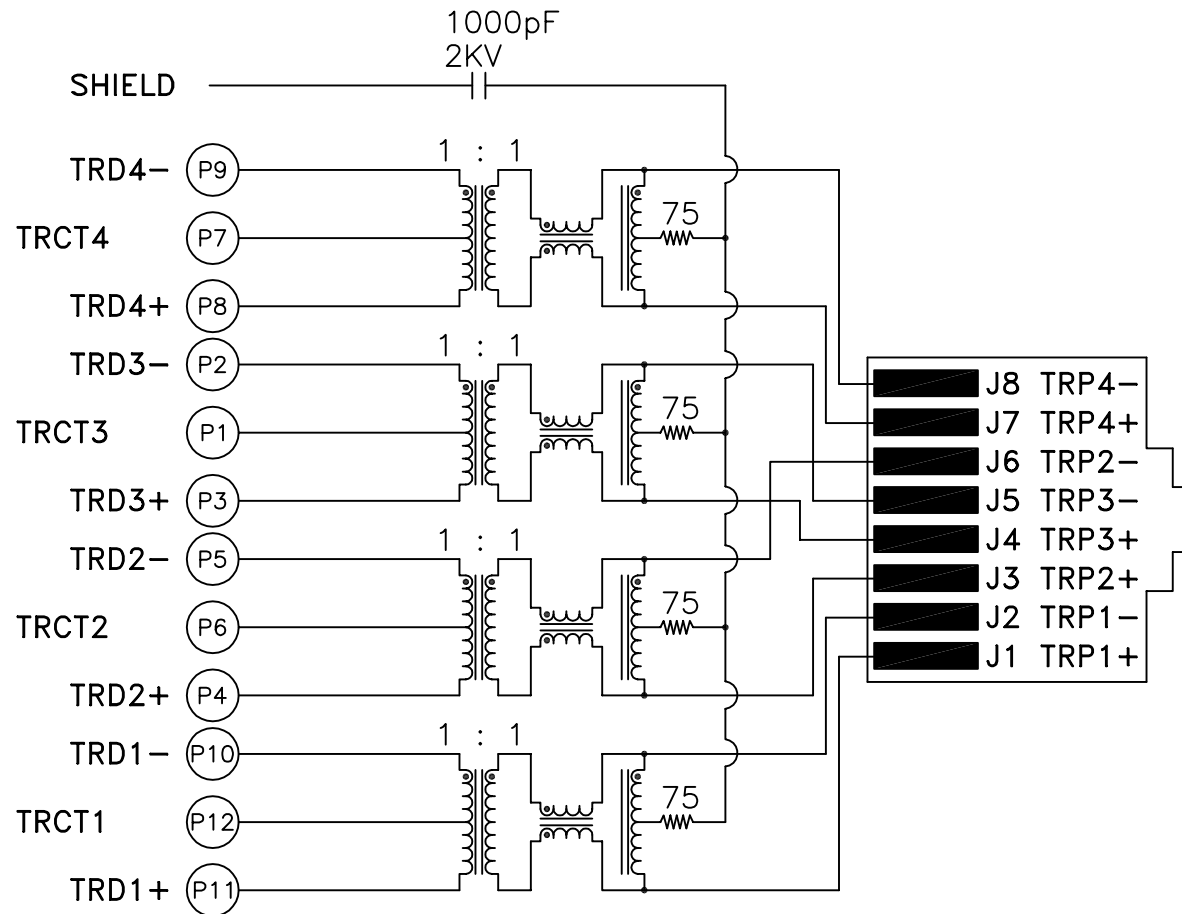 1000pF
2KV
SHIELD
1 : 1
TRD4- P9
75
TRCT4 P7
TRD4+ P8
1 : 1
TRD3- P2
75
TRCT3 P1
TRD3+ P3
1 : 1
TRD2- P5
75
TRCT2 P6
TRD2+ P4
1 : 1
TRD1- P10
75
TRCT1 P12
TRD1+ P11
J8 TRP4-
J7 TRP4+
J6 TRP2-
J5 TRP3-
J4 TRP3+
J3 TRP2+
J2 TRP1-
J1 TRP1+